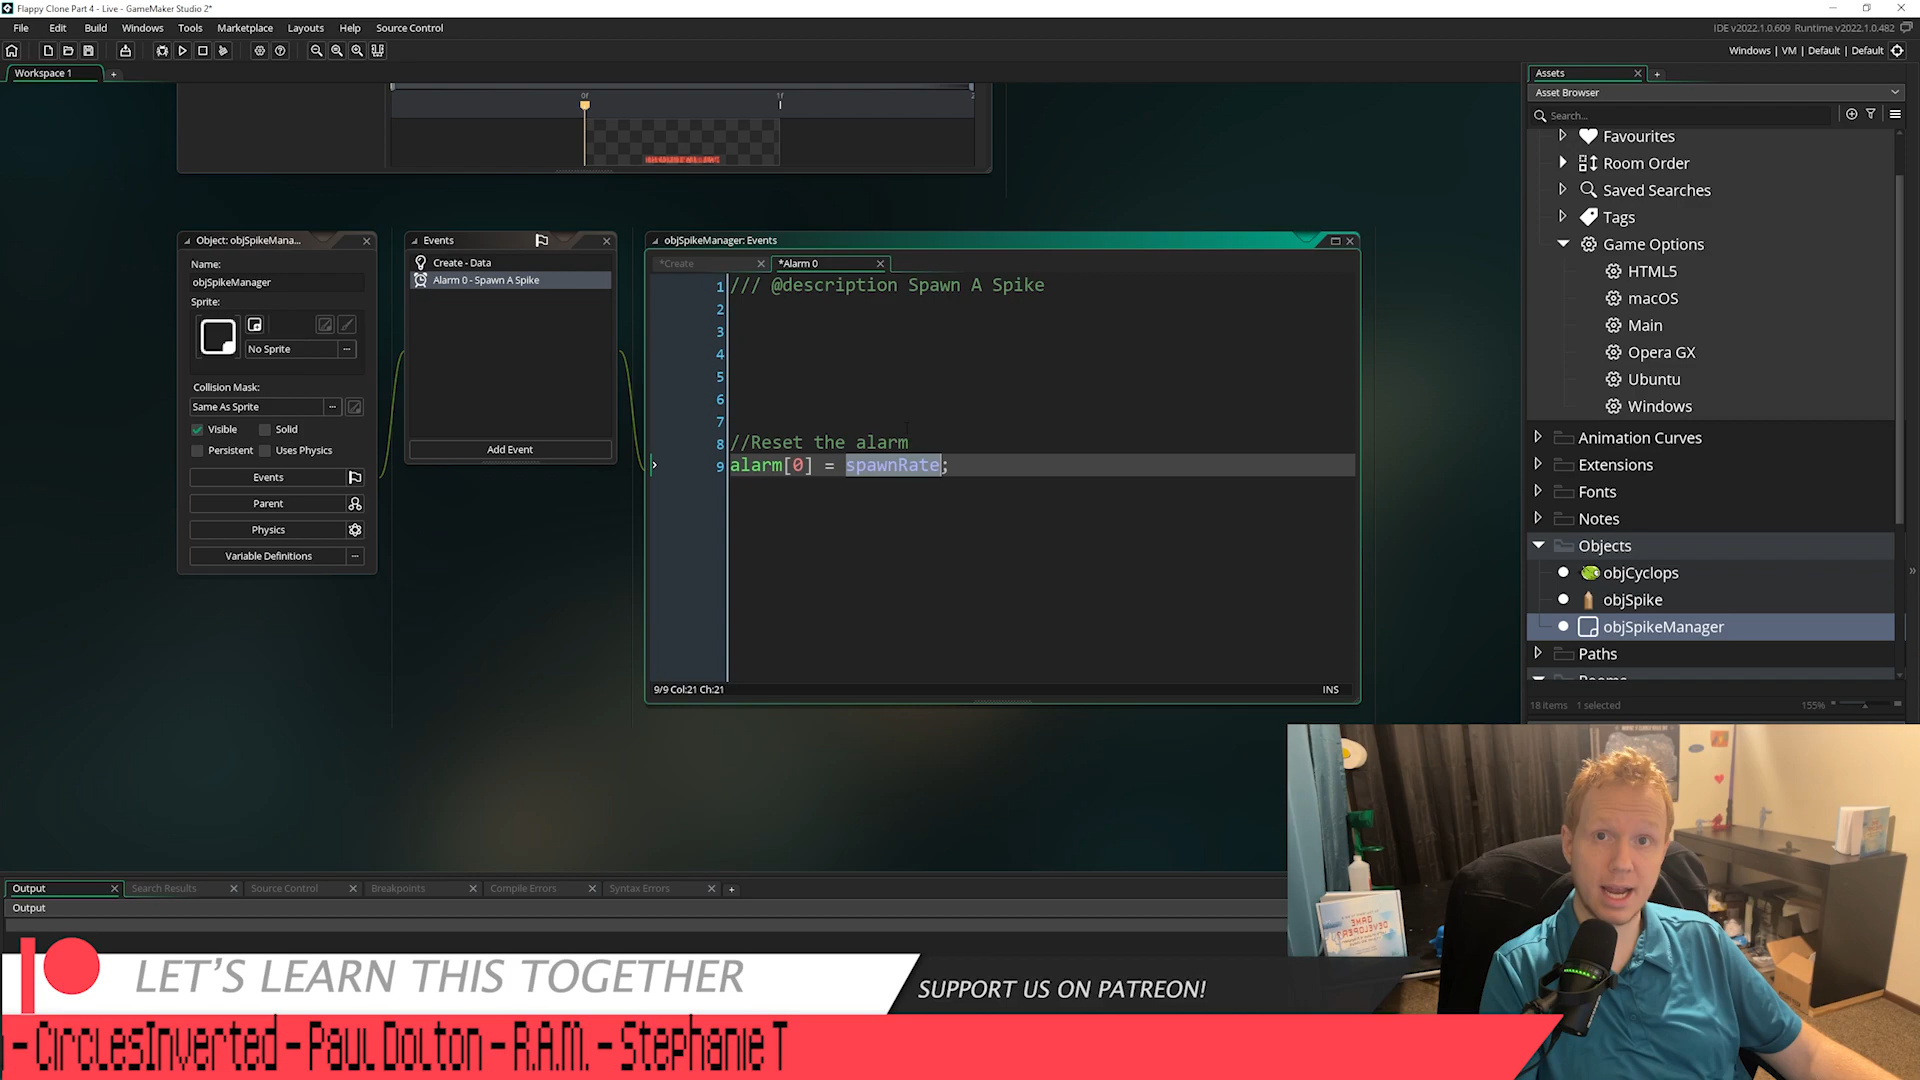 Flappy Clone Part 4 - Live - GameMaker Studio 2*
File Edit Build Windows Tools Marketplace Layouts Help Source Control
IDE v2022.1.0.609 Runtime v2022.1.0.482
Windows | VM | Default | Default
Workspace 1
0f 1f 2
Object: objSpikeMana...
Name:
objSpikeManager
Sprite:
No Sprite
Collision Mask:
Same As Sprite
Visible Solid
Persistent Uses Physics
Events
Parent
Physics
Variable Definitions
Events
Create - Data
Alarm 0 - Spawn A Spike
Add Event
objSpikeManager: Events
*Create *Alarm 0
1 /// @description Spawn A Spike
2
3
4
5
6
7
8 //Reset the alarm
9 alarm[0] = spawnRate;
9/9 Col:21 Ch:21 INS
Assets
Asset Browser
Search...
Favourites
Room Order
Saved Searches
Tags
Game Options
HTML5
macOS
Main
Opera GX
Ubuntu
Windows
Animation Curves
Extensions
Fonts
Notes
Objects
objCyclops
objSpike
objSpikeManager
Paths
Rooms
18 items 1 selected 155%
Output Search Results Source Control Breakpoints Compile Errors Syntax Errors
Output
GAME
DEVELOPER?
LET'S LEARN THIS TOGETHER
SUPPORT US ON PATREON!
- CirclesInverted - Paul Dolton - R.A.M. - Stephanie T